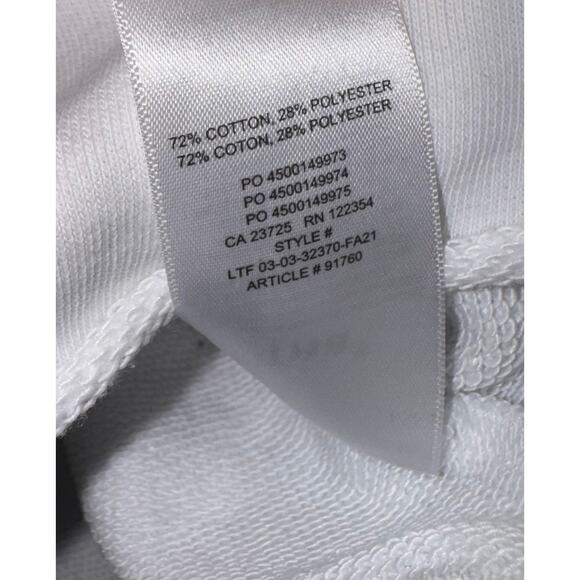 72% COTTON, 28% POLYESTER
72% COTON, 28% POLYESTER
PO 4500149973
PO 4500149974
PO 4500149975
CA 23725 RN 122354
STYLE #
LTF 03-03-32370-FA21
ARTICLE # 91760